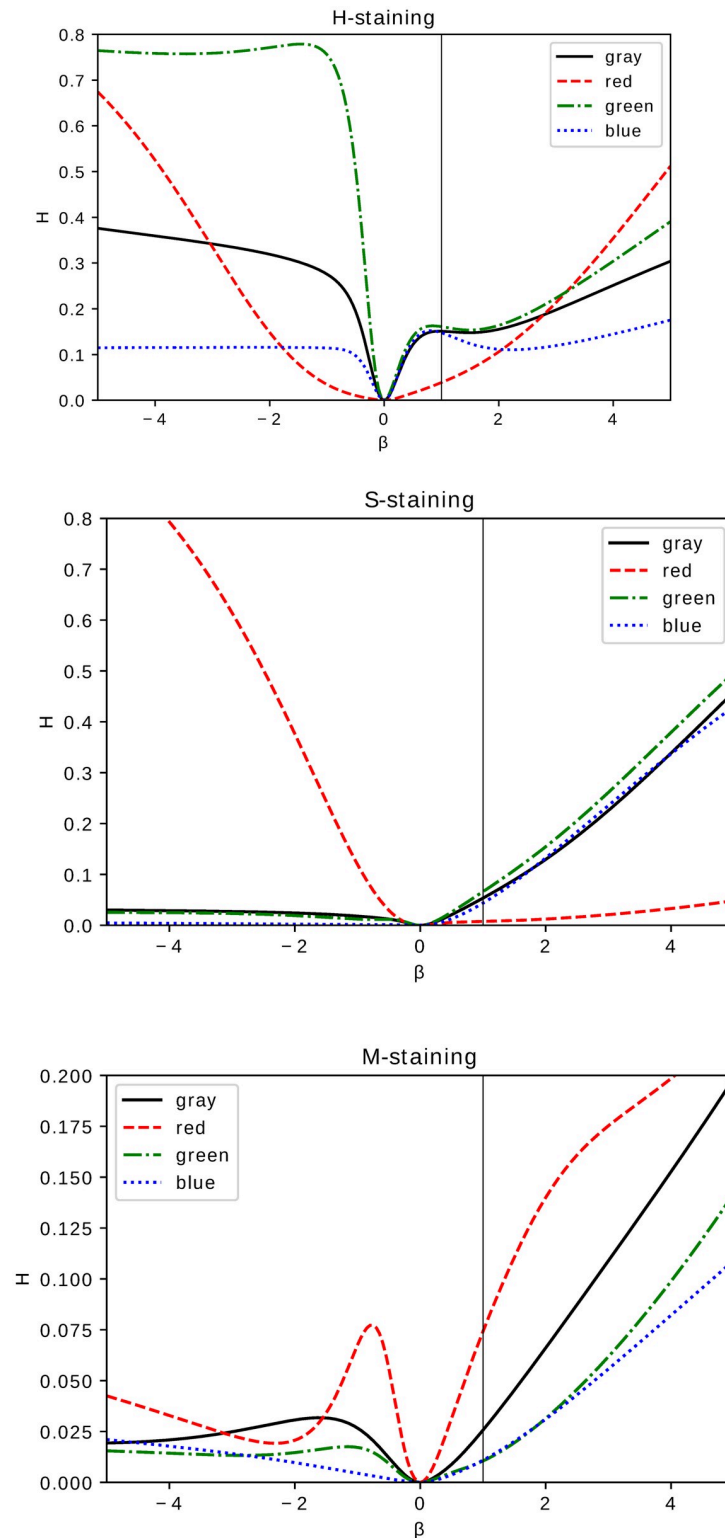 H-staining
0.8
0.7
0.6
0.5
0.4
0.3
0.2
0.1
0.0
H
gray
red
green
blue
−4
−2
0
2
4
β
S-staining
0.8
0.7
0.6
0.5
0.4
0.3
0.2
0.1
0.0
H
gray
red
green
blue
−4
−2
0
2
4
β
M-staining
0.200
0.175
0.150
0.125
0.100
0.075
0.050
0.025
0.000
H
gray
red
green
blue
−4
−2
0
2
4
β